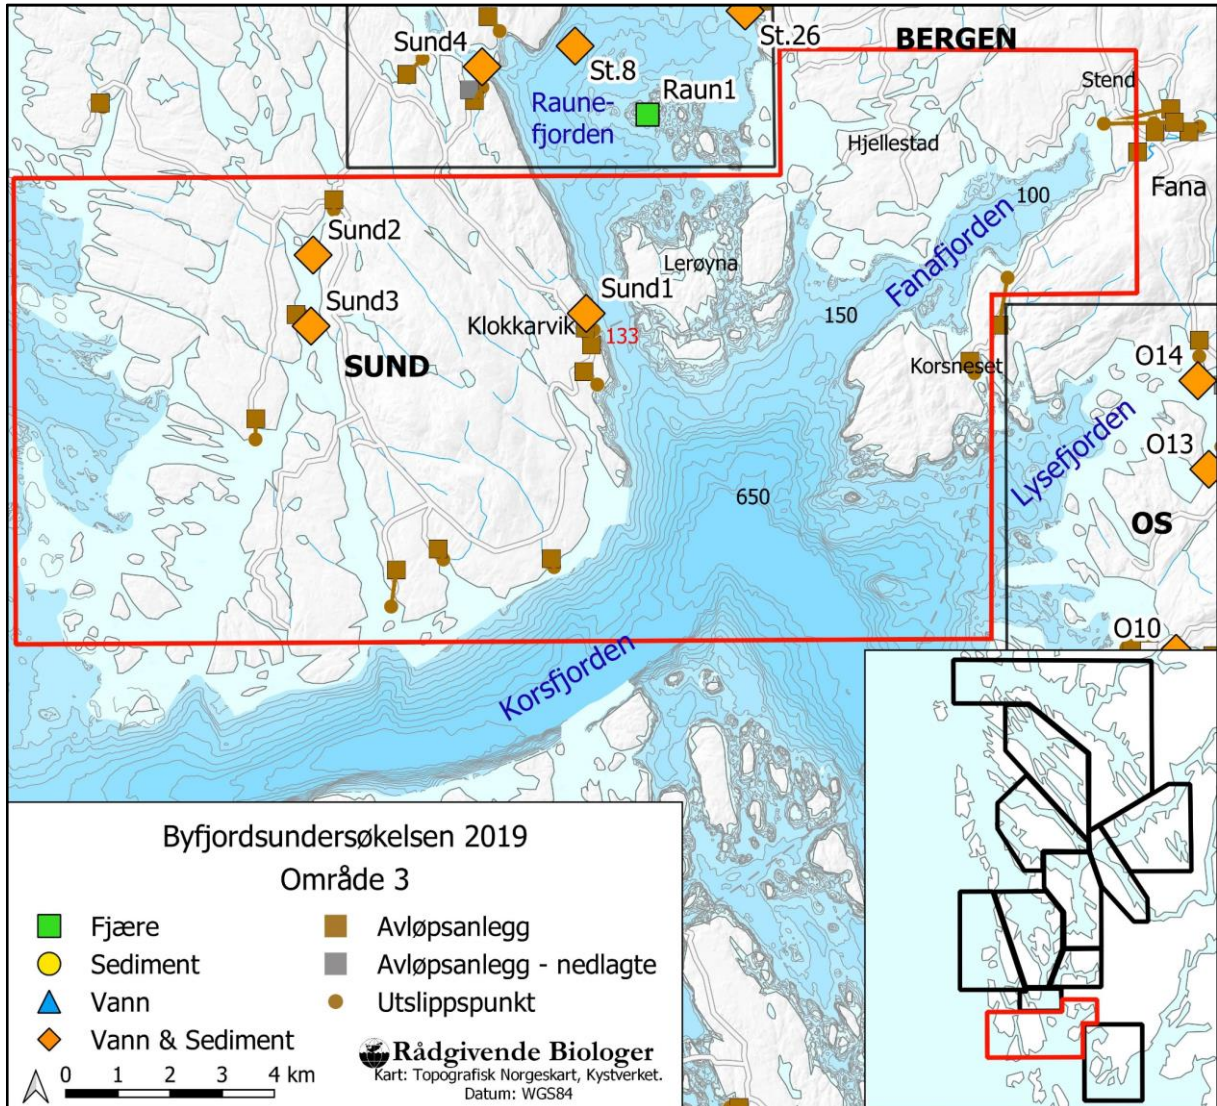 BERGEN
St.26
Sund4
St.8
Stend
Raune-
fjorden
Raun1
Hjellestad
Fana
100
Sund2
Lerøyna
Fanafjorden
Sund3
Sund1
Klokkarvik
133
150
SUND
Korsneset
O14
Lysefjorden
O13
650
OS
O10
Korsfjorden
Byfjordsundersøkelsen 2019
Område 3
Fjære
Sediment
Vann
Vann & Sediment
Avløpsanlegg
Avløpsanlegg - nedlagte
Utslippspunkt
0 1 2 3 4 km
Rådgivende Biologer
Kart: Topografisk Norgeskart, Kystverket.
Datum: WGS84